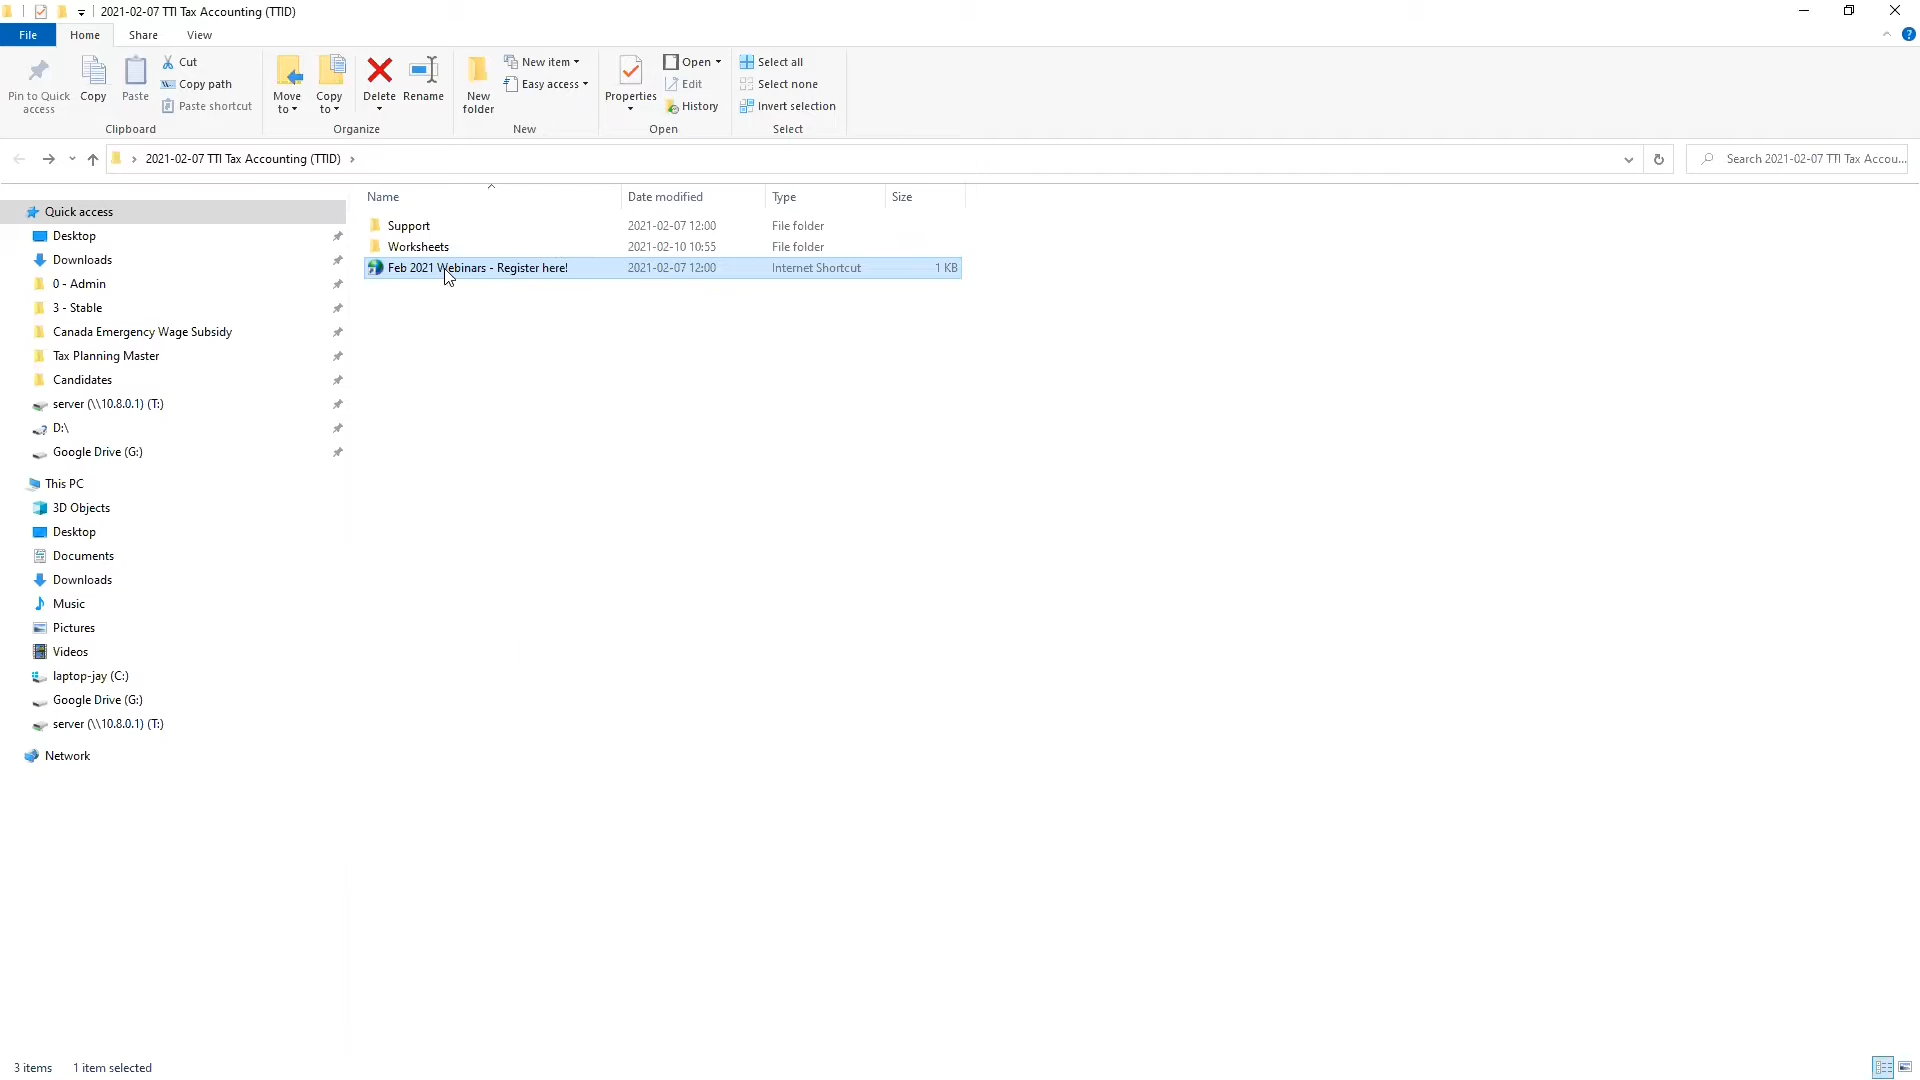 2021-02-07 TTI Tax Accounting (TTID)
File Home Share View
Pin to Quick access
Copy
Paste
Cut
Copy path
Paste shortcut
Clipboard
Move to
Copy to
Delete
Rename
Organize
New folder
New item
Easy access
New
Properties
Open
Edit
History
Open
Select all
Select none
Invert selection
Select
2021-02-07 TTI Tax Accounting (TTID)
Search 2021-02-07 TTI Tax Accou...
Quick access
Desktop
Downloads
0 - Admin
3 - Stable
Canada Emergency Wage Subsidy
Tax Planning Master
Candidates
server (\\10.8.0.1) (T:)
D:\
Google Drive (G:)
This PC
3D Objects
Desktop
Documents
Downloads
Music
Pictures
Videos
laptop-jay (C:)
Google Drive (G:)
server (\\10.8.0.1) (T:)
Network
Name Date modified Type Size
Support 2021-02-07 12:00 File folder
Worksheets 2021-02-10 10:55 File folder
Feb 2021 Webinars - Register here! 2021-02-07 12:00 Internet Shortcut 1 KB
3 items 1 item selected